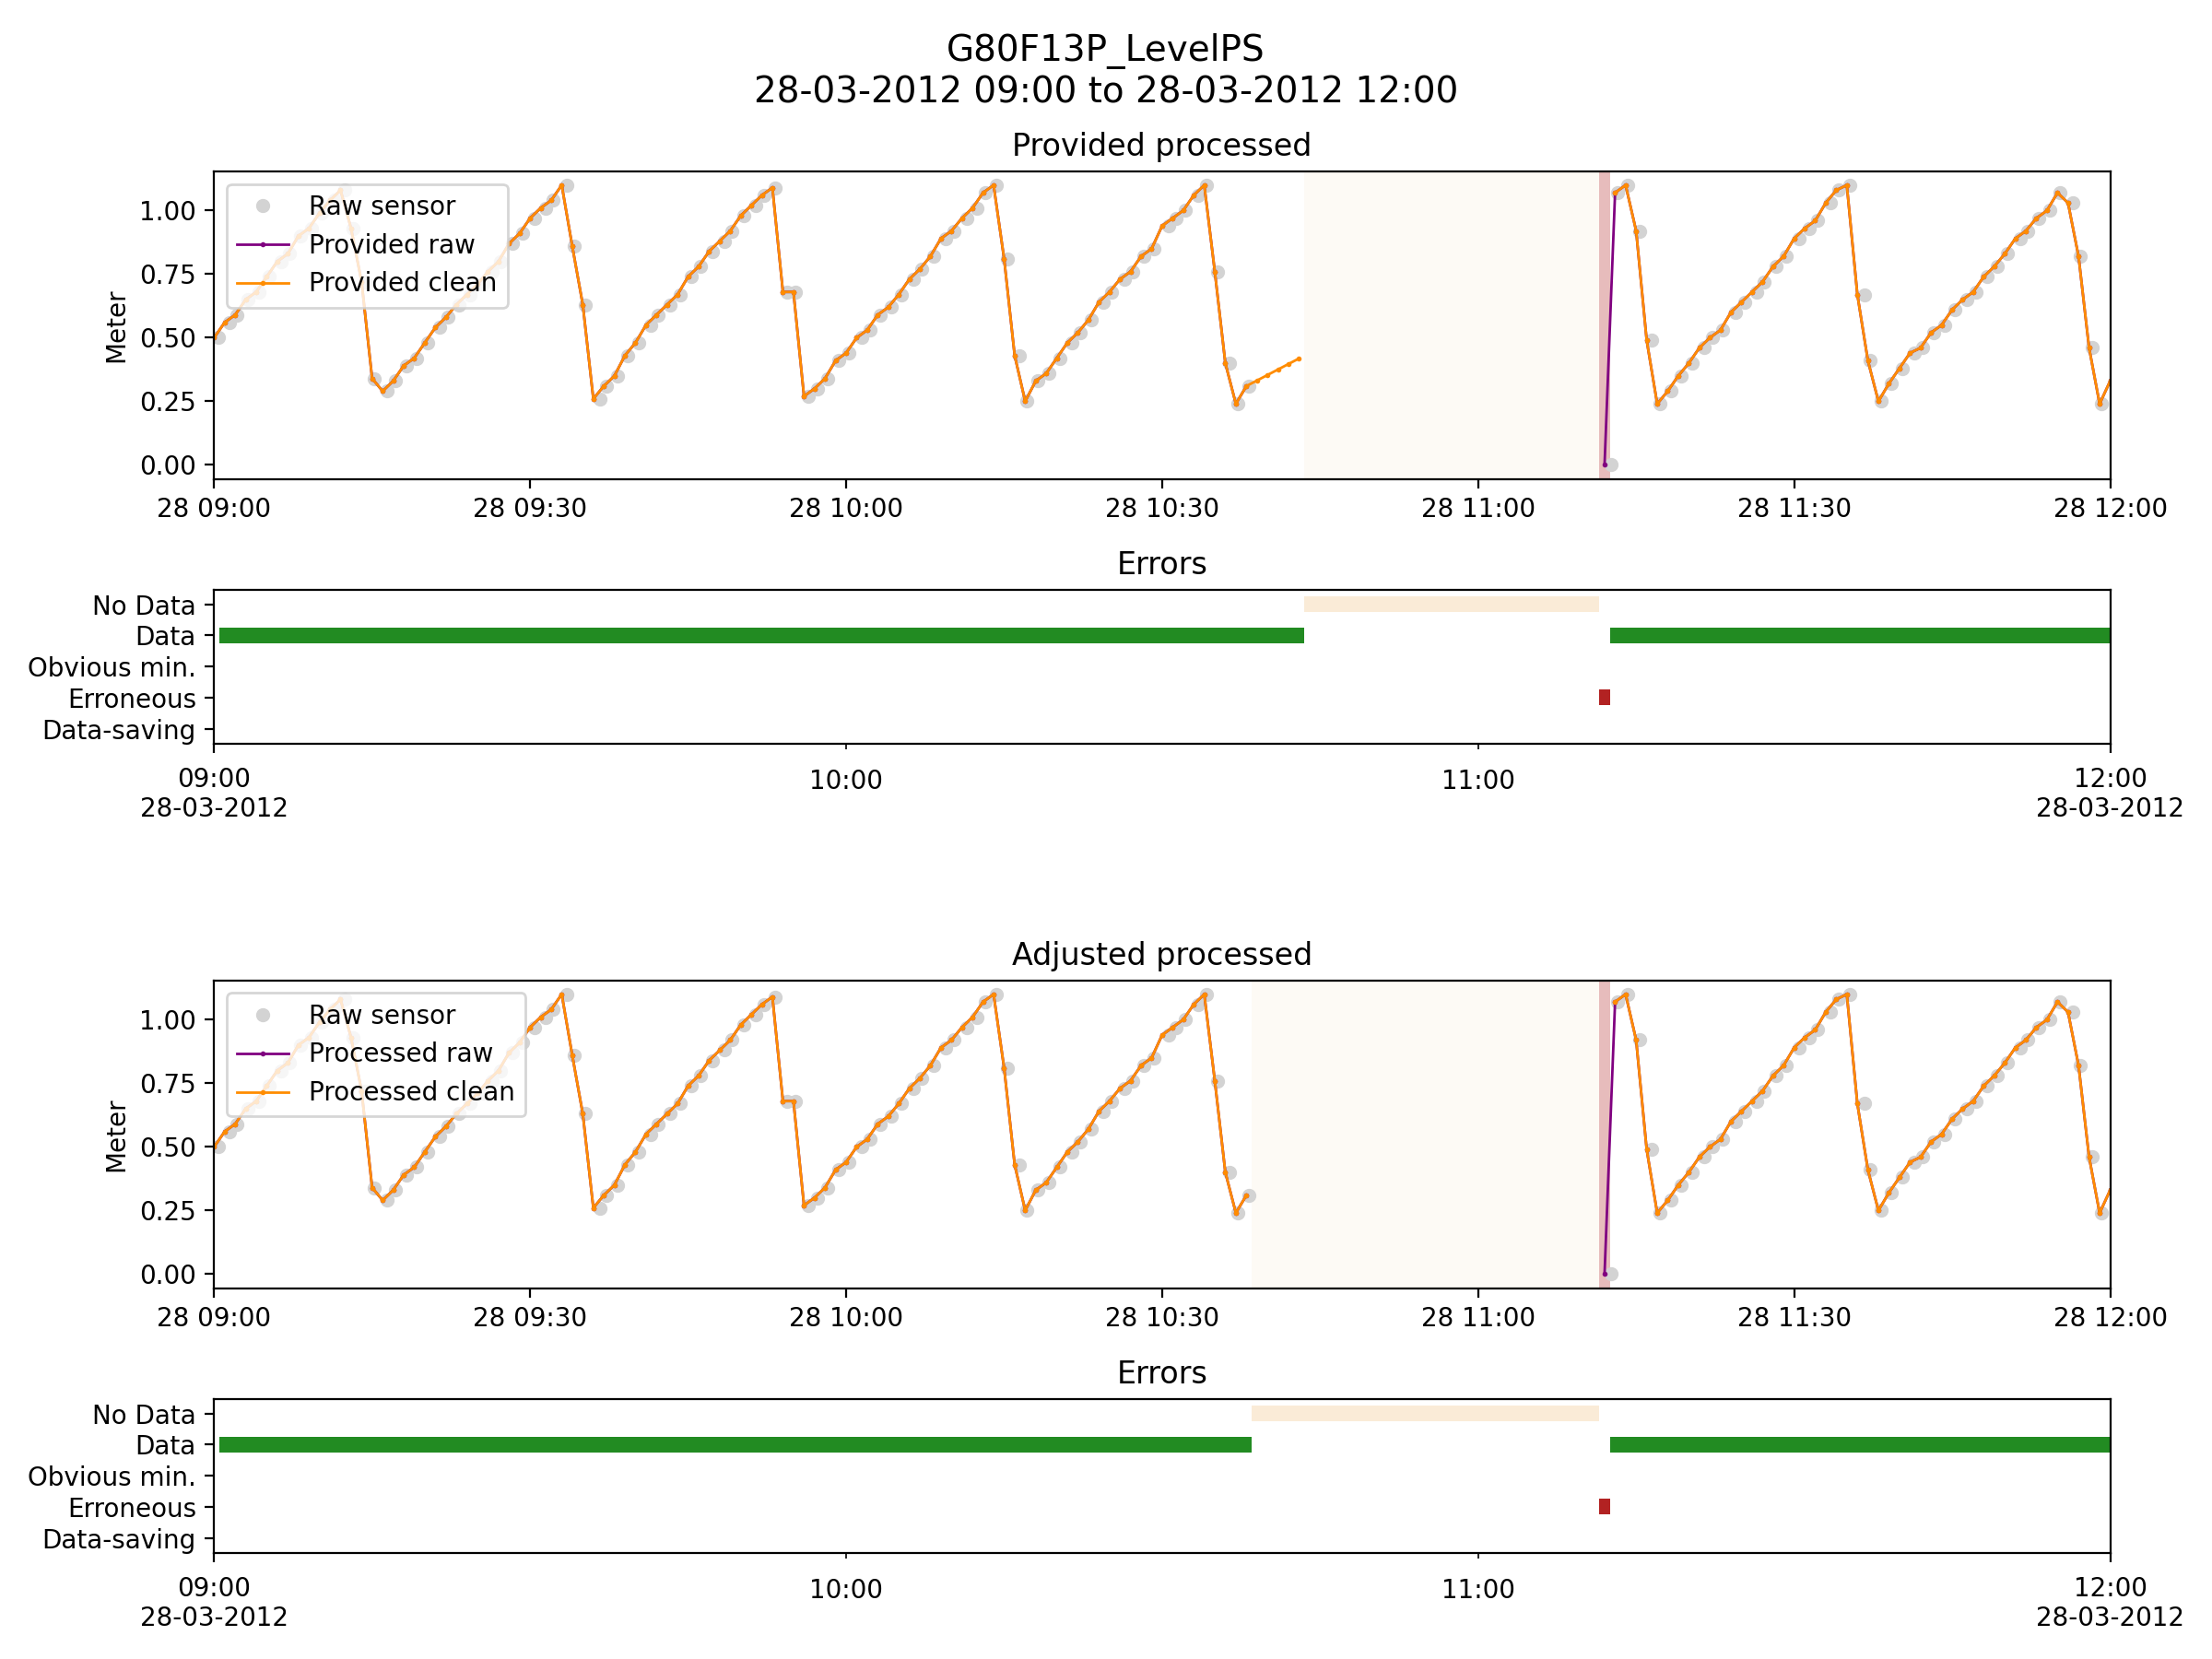 G80F13P_LevelPS
28-03-2012 09:00 to 28-03-2012 12:00
Provided processed
Raw sensor
Provided raw
Provided clean
Meter
1.00
0.75
0.50
0.25
0.00
28 09:00 28 09:30 28 10:00 28 10:30 28 11:00 28 11:30 28 12:00
Errors
No Data
Data
Obvious min.
Erroneous
Data-saving
09:00 10:00 11:00 12:00
28-03-2012 28-03-2012
Adjusted processed
Raw sensor
Processed raw
Processed clean
Meter
1.00
0.75
0.50
0.25
0.00
28 09:00 28 09:30 28 10:00 28 10:30 28 11:00 28 11:30 28 12:00
Errors
No Data
Data
Obvious min.
Erroneous
Data-saving
09:00 10:00 11:00 12:00
28-03-2012 28-03-2012